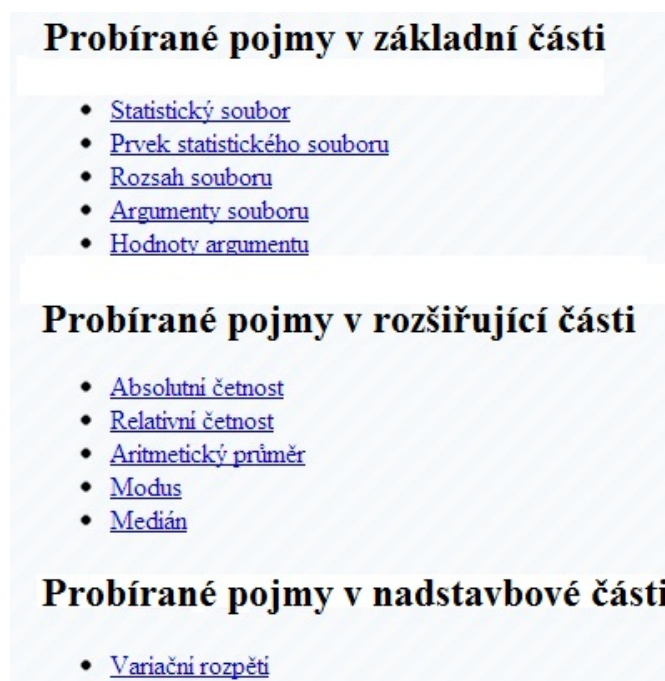 Probírané pojmy v základní části
Statistický soubor
Prvek statistického souboru
Rozsah souboru
Argumenty souboru
Hodnoty argumentu
Probírané pojmy v rozšiřující části
Absolutní četnost
Relativní četnost
Aritmetický průměr
Modus
Medián
Probírané pojmy v nadstavbové části
Variační rozpětí